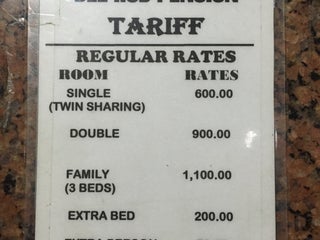 PENSION
TARIFF
REGULAR RATES
ROOM RATES
SINGLE 600.00
(TWIN SHARING)
DOUBLE 900.00
FAMILY 1,100.00
(3 BEDS)
EXTRA BED 200.00